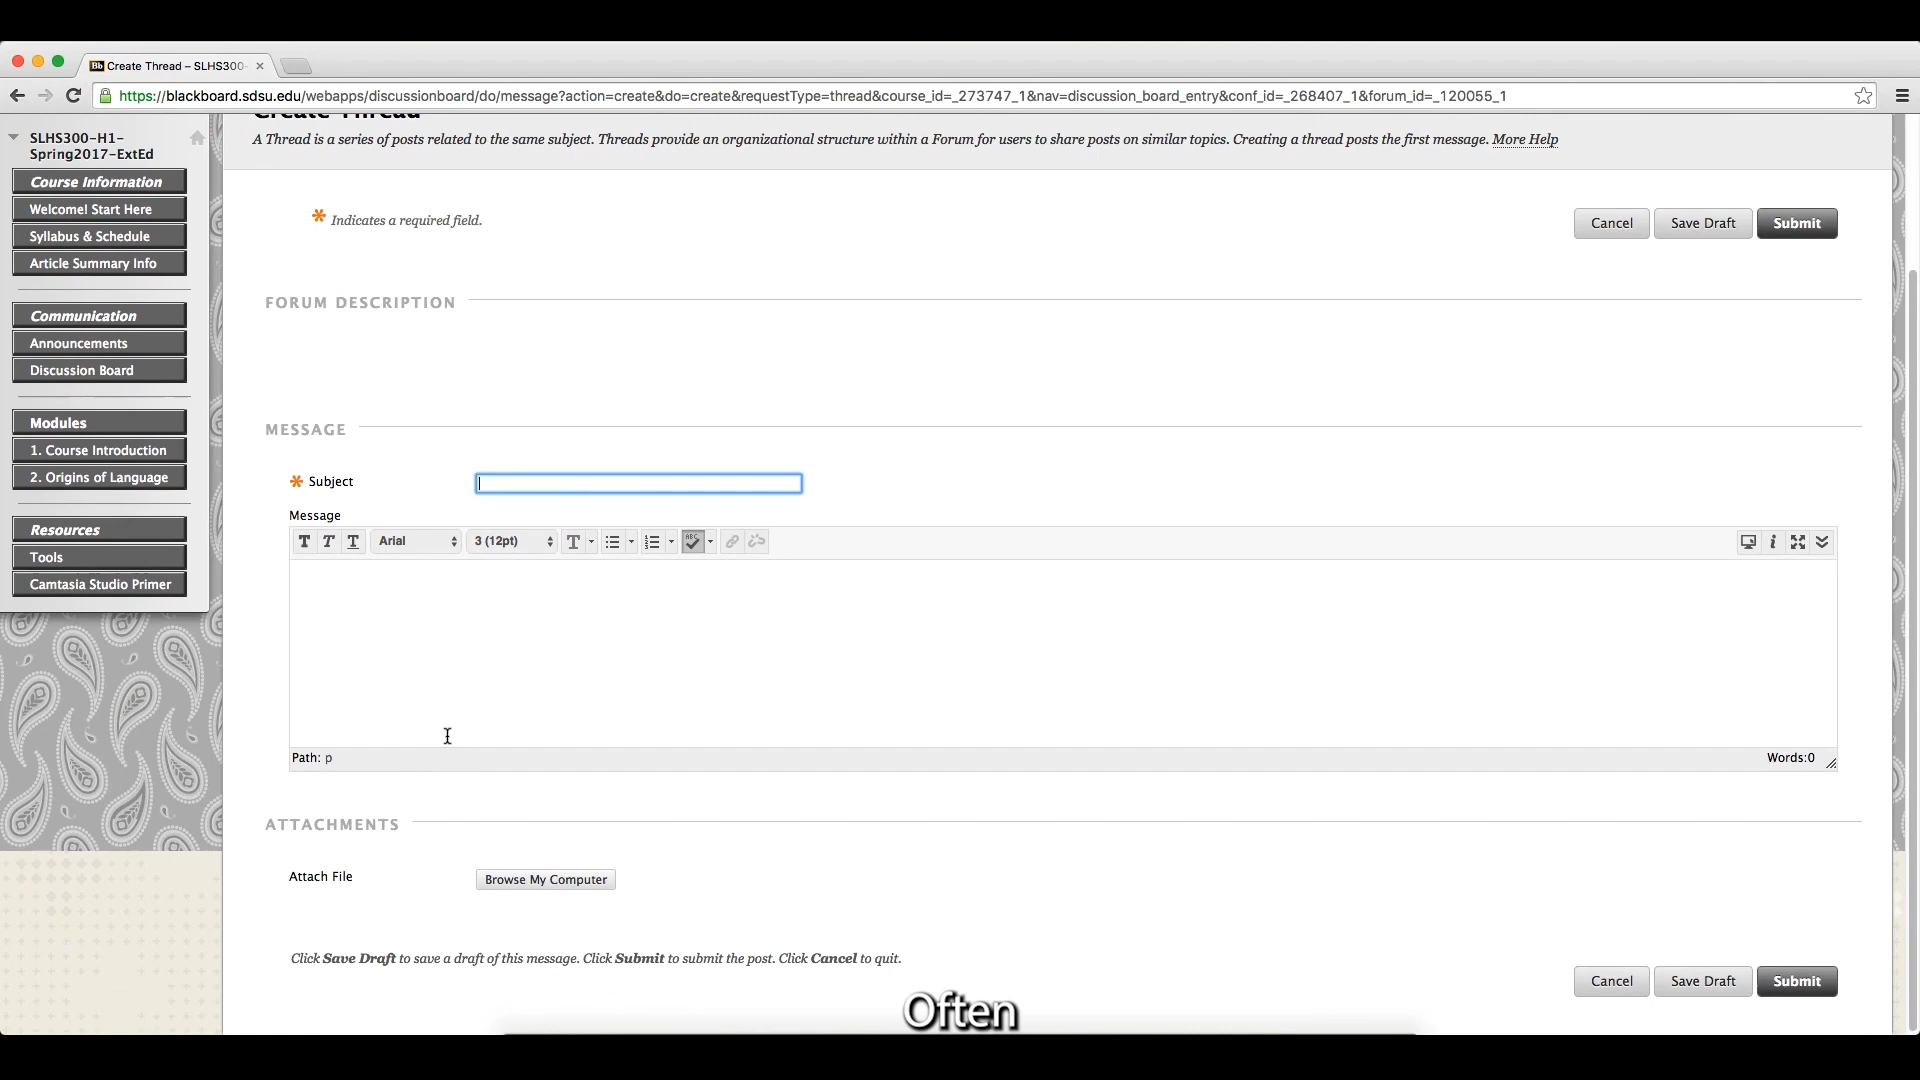 Create Thread – SLHS300-
https://blackboard.sdsu.edu/webapps/discussionboard/do/message?action=create&do=create&requestType=thread&course_id=_273747_1&nav=discussion_board_entry&conf_id=_268407_1&forum_id=_120055_1
SLHS300-H1-
Spring2017-ExtEd
Course Information
Welcome! Start Here
Syllabus & Schedule
Article Summary Info
Communication
Announcements
Discussion Board
Modules
1. Course Introduction
2. Origins of Language
Resources
Tools
Camtasia Studio Primer
Create Thread
A Thread is a series of posts related to the same subject. Threads provide an organizational structure within a Forum for users to share posts on similar topics. Creating a thread posts the first message. More Help
* Indicates a required field.
Cancel Save Draft Submit
FORUM DESCRIPTION
MESSAGE
* Subject
Message
T T T Arial 3 (12pt) T ABC i
Path: p Words:0
ATTACHMENTS
Attach File Browse My Computer
Click Save Draft to save a draft of this message. Click Submit to submit the post. Click Cancel to quit.
Cancel Save Draft Submit
Often